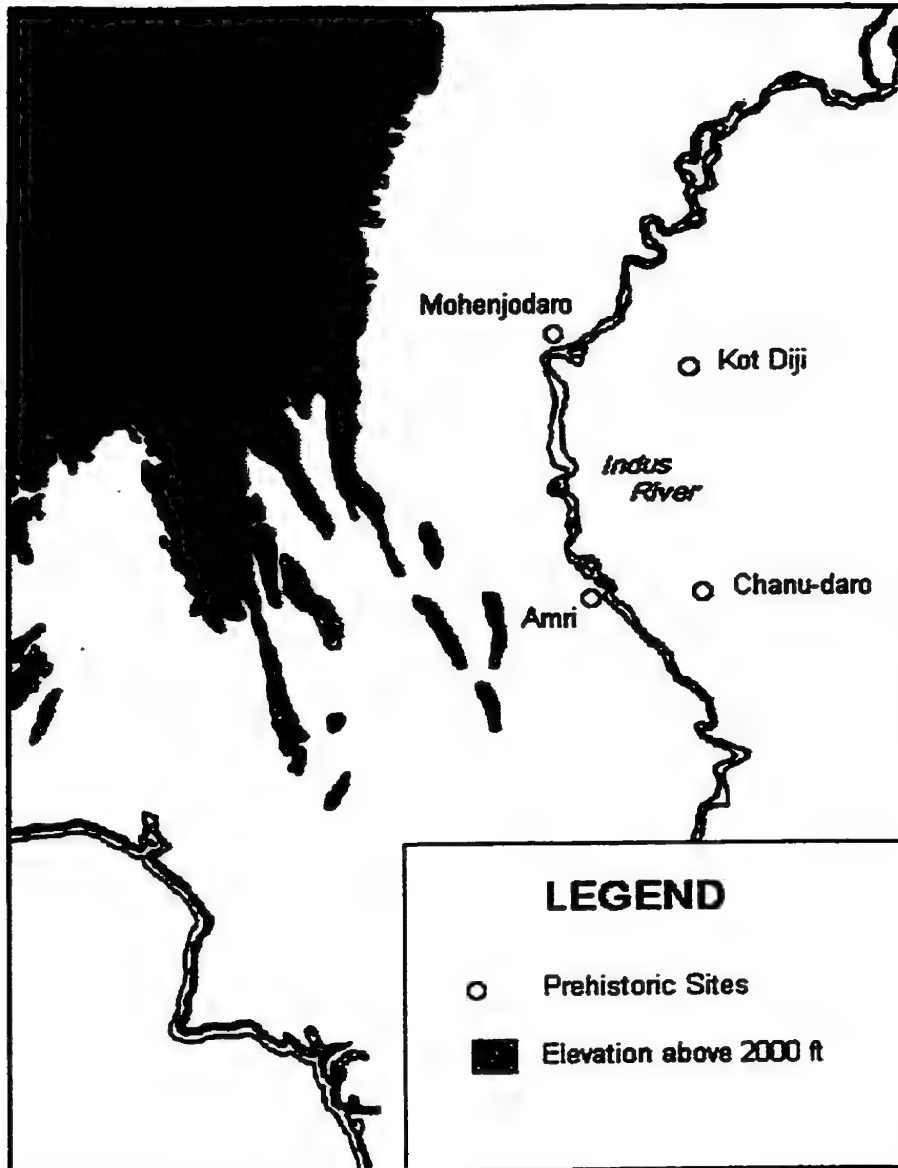 Mohenjodaro
Kot Diji
Indus
River
Chanu-daro
Amri
LEGEND
Prehistoric Sites
Elevation above 2000 ft